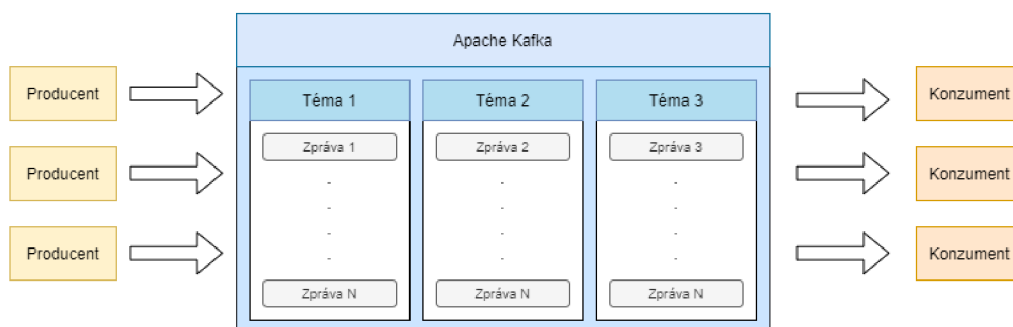 Apache Kafka
Producent
Téma 1
Téma 2
Téma 3
Konzument
Zpráva 1
Zpráva 2
Zpráva 3
Producent
.
.
.
Konzument
.
.
.
.
.
.
Producent
.
.
.
Konzument
Zpráva N
Zpráva N
Zpráva N